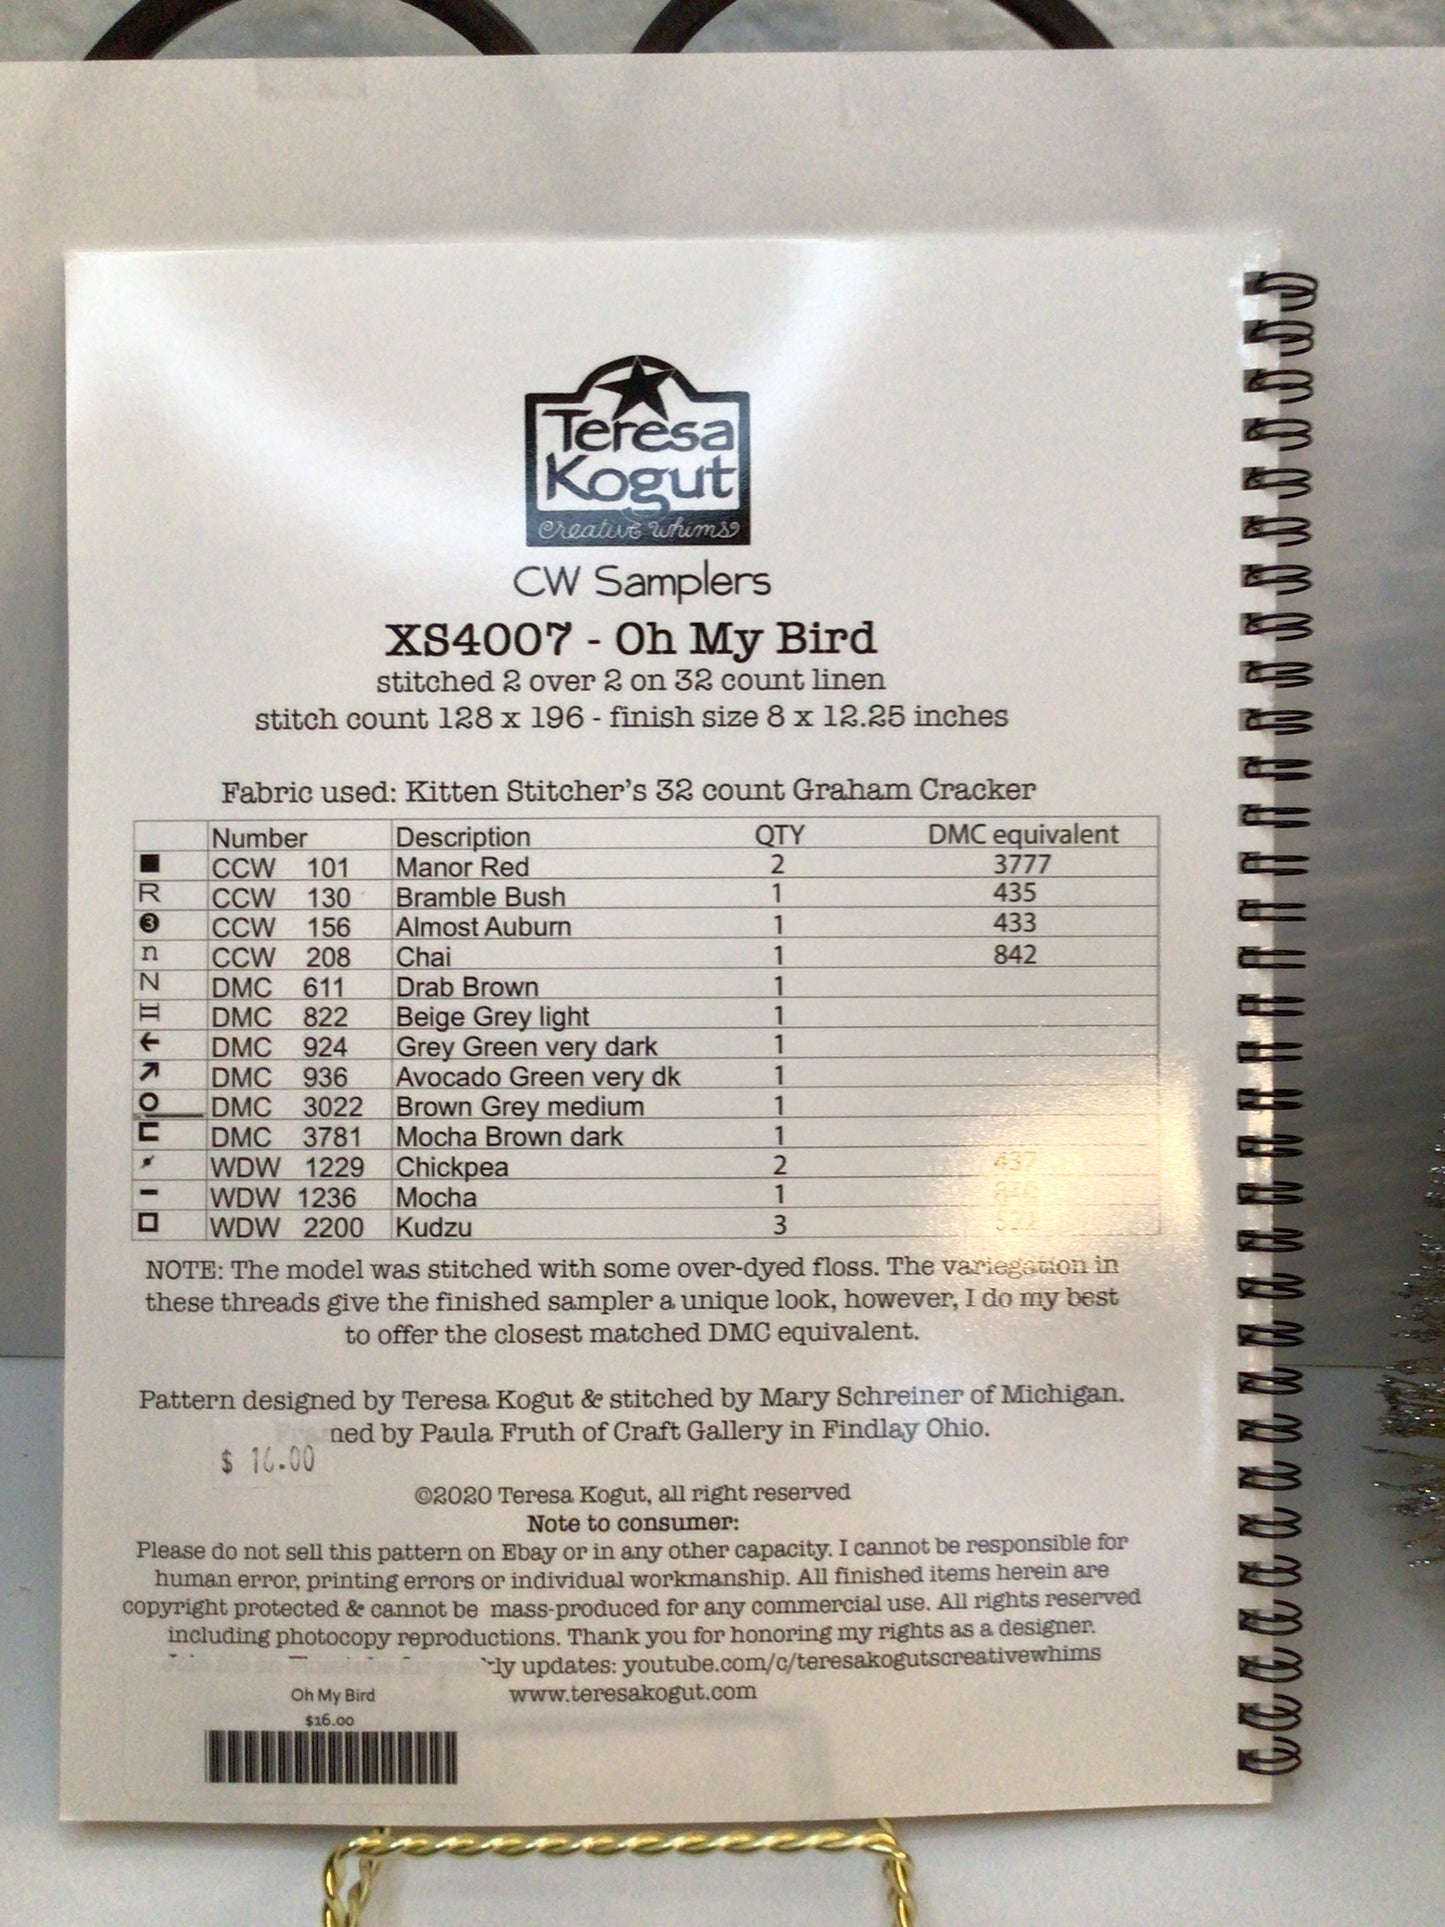 Teresa
Kogut
Creative Whims
CW Samplers
XS4007 - Oh My Bird
stitched 2 over 2 on 32 count linen
stitch count 128 x 196 - finish size 8 x 12.25 inches
Fabric used: Kitten Stitcher's 32 count Graham Cracker
Number Description QTY DMC equivalent
■ CCW 101 Manor Red 2 3777
R CCW 130 Bramble Bush 1 435
❸ CCW 156 Almost Auburn 1 433
n CCW 208 Chai 1 842
N DMC 611 Drab Brown 1
DMC 822 Beige Grey light 1
← DMC 924 Grey Green very dark 1
↗ DMC 936 Avocado Green very dk 1
O DMC 3022 Brown Grey medium 1
⊏ DMC 3781 Mocha Brown dark 1
WDW 1229 Chickpea 2 437
- WDW 1236 Mocha 1
□ WDW 2200 Kudzu 3 522
NOTE: The model was stitched with some over-dyed floss. The variegation in
these threads give the finished sampler a unique look, however, I do my best
to offer the closest matched DMC equivalent.
Pattern designed by Teresa Kogut & stitched by Mary Schreiner of Michigan.
ned by Paula Fruth of Craft Gallery in Findlay Ohio.
$ 16.00
©2020 Teresa Kogut, all right reserved
Note to consumer:
Please do not sell this pattern on Ebay or in any other capacity. I cannot be responsible for
human error, printing errors or individual workmanship. All finished items herein are
copyright protected & cannot be mass-produced for any commercial use. All rights reserved
including photocopy reproductions. Thank you for honoring my rights as a designer.
ly updates: youtube.com/c/teresakogutscreativewhims
www.teresakogut.com
Oh My Bird
$16.00